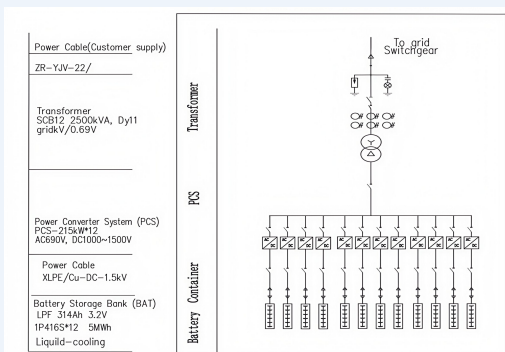 Power Cable(Customer supply)
ZR-YJV-22/
Transformer
SCB12 2500kVA, Dy11
gridkV/0.69V
Power Converter System (PCS)
PCS-215kW*12
AC690V, DC1000~1500V
Power Cable
XLPE/Cu-DC-1.5kV
Battery Storage Bank (BAT)
LPF 314Ah 3.2V
1P416S*12 5MWh
Liquild-cooling
Transformer
PCS
Battery Container
To grid
Switchgear